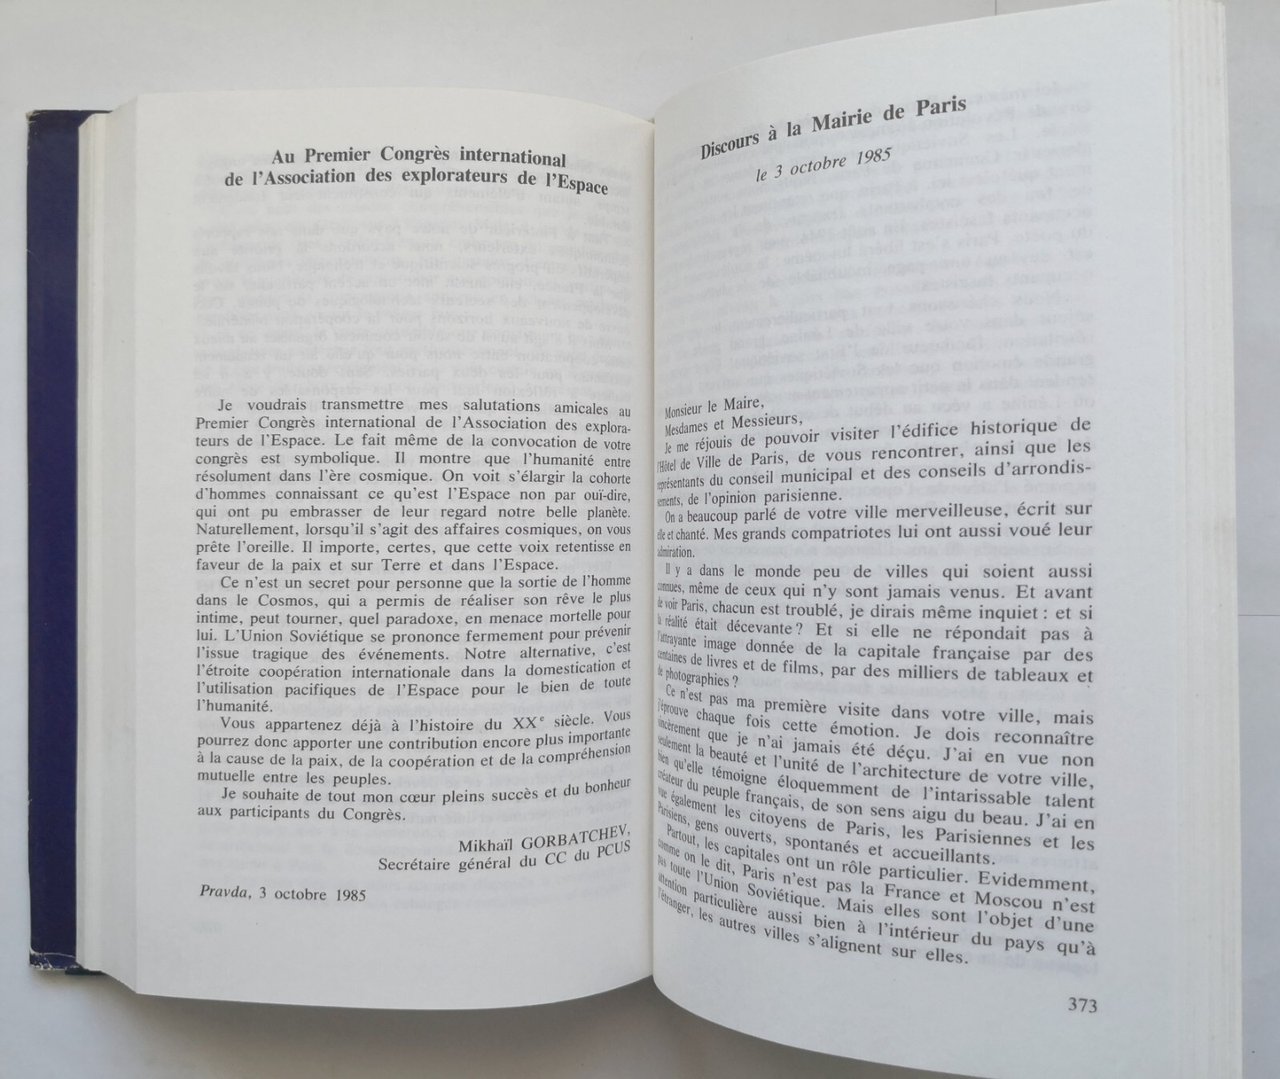 Au Premier Congrès international
de l'Association des explorateurs de l'Espace
Je voudrais transmettre mes salutations amicales au
Premier Congrès international de l'Association des explora-
teurs de l'Espace. Le fait même de la convocation de votre
congrès est symbolique. Il montre que l'humanité entre
résolument dans l'ère cosmique. On voit s'élargir la cohorte
d'hommes connaissant ce qu'est l'Espace non par ouï-dire,
qui ont pu embrasser de leur regard notre belle planète.
Naturellement, lorsqu'il s'agit des affaires cosmiques, on vous
prête l'oreille. Il importe, certes, que cette voix retentisse en
faveur de la paix et sur Terre et dans l'Espace.
Ce n'est un secret pour personne que la sortie de l'homme
dans le Cosmos, qui a permis de réaliser son rêve le plus
intime, peut tourner, quel paradoxe, en menace mortelle pour
lui. L'Union Soviétique se prononce fermement pour prévenir
l'issue tragique des événements. Notre alternative, c'est
l'étroite coopération internationale dans la domestication et
l'utilisation pacifiques de l'Espace pour le bien de toute
l'humanité.
Vous appartenez déjà à l'histoire du XXe siècle. Vous
pourrez donc apporter une contribution encore plus importante
à la cause de la paix, de la coopération et de la compréhension
mutuelle entre les peuples.
Je souhaite de tout mon cœur pleins succès et du bonheur
aux participants du Congrès.
Mikhaïl GORBATCHEV,
Secrétaire général du CC du PCUS
Pravda, 3 octobre 1985
Discours à la Mairie de Paris
le 3 octobre 1985
Monsieur le Maire,
Mesdames et Messieurs,
Je me réjouis de pouvoir visiter l'édifice historique de
l'Hôtel de Ville de Paris, de vous rencontrer, ainsi que les
représentants du conseil municipal et des conseils d'arrondis-
sements, de l'opinion parisienne.
On a beaucoup parlé de votre ville merveilleuse, écrit sur
elle et chanté. Mes grands compatriotes lui ont aussi voué leur
admiration.
Il y a dans le monde peu de villes qui soient aussi
connues, même de ceux qui n'y sont jamais venus. Et avant
de voir Paris, chacun est troublé, je dirais même inquiet : et si
la réalité était décevante ? Et si elle ne répondait pas à
l'attrayante image donnée de la capitale française par des
centaines de livres et de films, par des milliers de tableaux et
de photographies ?
Ce n'est pas ma première visite dans votre ville, mais
j'éprouve chaque fois cette émotion. Je dois reconnaître
sincèrement que je n'ai jamais été déçu. J'ai en vue non
seulement la beauté et l'unité de l'architecture de votre ville,
bien qu'elle témoigne éloquemment de l'intarissable talent
créateur du peuple français, de son sens aigu du beau. J'ai en
vue également les citoyens de Paris, les Parisiennes et les
Parisiens, gens ouverts, spontanés et accueillants.
Partout, les capitales ont un rôle particulier. Evidemment,
comme on le dit, Paris n'est pas la France et Moscou n'est
pas toute l'Union Soviétique. Mais elles sont l'objet d'une
attention particulière aussi bien à l'intérieur du pays qu'à
l'étranger, les autres villes s'alignent sur elles.
373